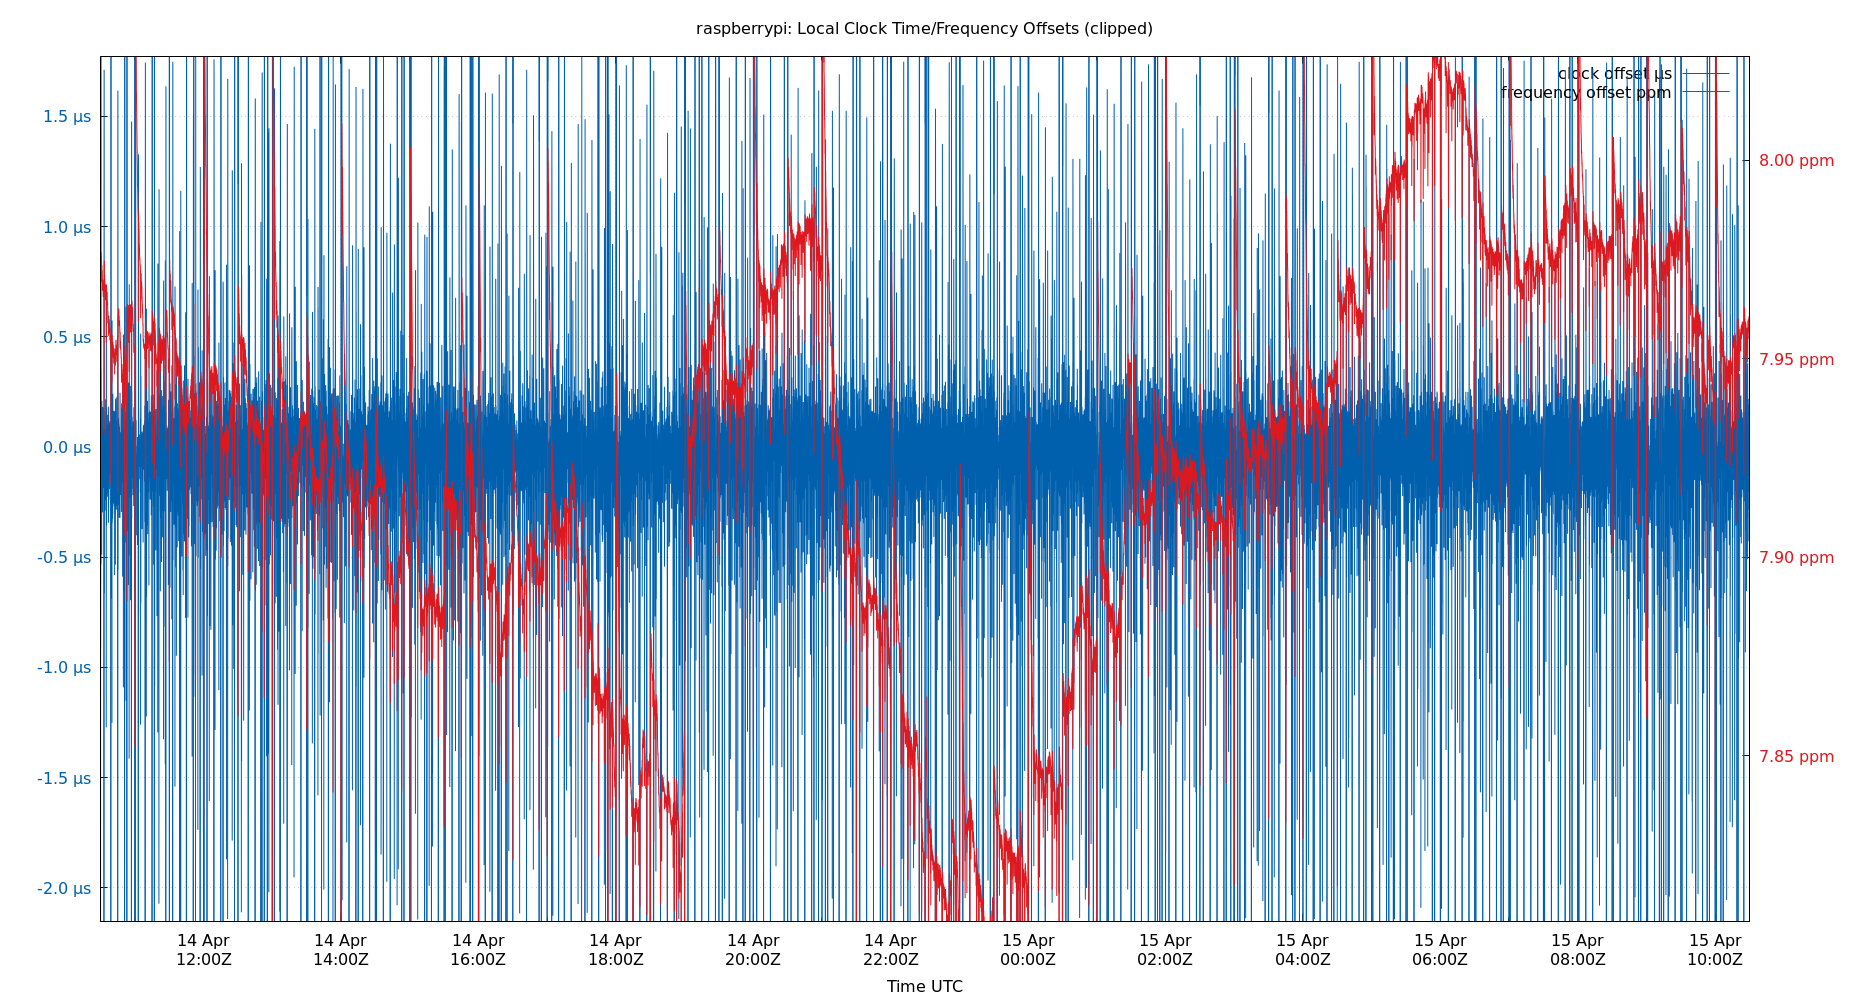 raspberrypi: Local Clock Time/Frequency Offsets (clipped)
clock offset µs
frequency offset ppm
1.5 µs
1.0 µs
0.5 µs
0.0 µs
-0.5 µs
-1.0 µs
-1.5 µs
-2.0 µs
8.00 ppm
7.95 ppm
7.90 ppm
7.85 ppm
14 Apr 14 Apr 14 Apr 14 Apr 14 Apr 14 Apr 15 Apr 15 Apr 15 Apr 15 Apr 15 Apr 15 Apr
12:00Z 14:00Z 16:00Z 18:00Z 20:00Z 22:00Z 00:00Z 02:00Z 04:00Z 06:00Z 08:00Z 10:00Z
Time UTC